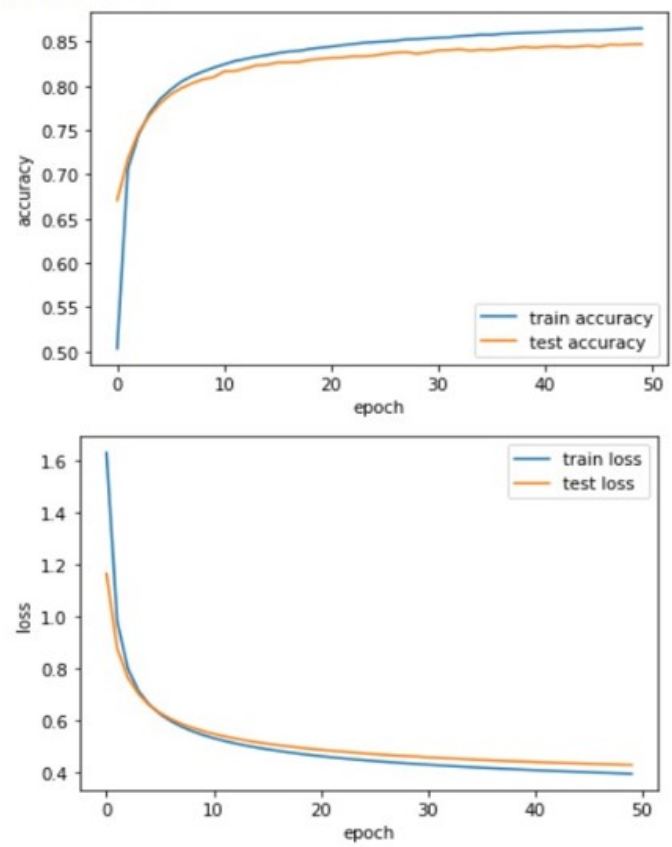 0.85
0.80
0.75
0.70
0.65
0.60
0.55
0.50
accuracy
train accuracy
test accuracy
0 10 20 30 40 50
epoch
1.6
1.4
1.2
1.0
0.8
0.6
0.4
loss
train loss
test loss
0 10 20 30 40 50
epoch